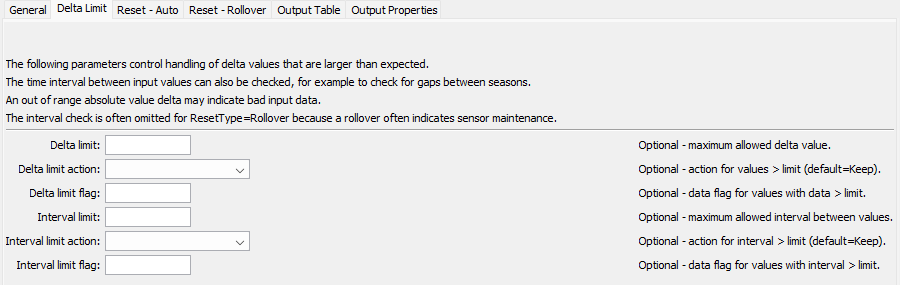 General Delta Limit Reset - Auto Reset - Rollover Output Table Output Properties
The following parameters control handling of delta values that are larger than expected.
The time interval between input values can also be checked, for example to check for gaps between seasons.
An out of range absolute value delta may indicate bad input data.
The interval check is often omitted for ResetType=Rollover because a rollover often indicates sensor maintenance.
Delta limit: Optional - maximum allowed delta value.
Delta limit action: Optional - action for values > limit (default=Keep).
Delta limit flag: Optional - data flag for values with data > limit.
Interval limit: Optional - maximum allowed interval between values.
Interval limit action: Optional - action for interval > limit (default=Keep).
Interval limit flag: Optional - data flag for values with interval > limit.